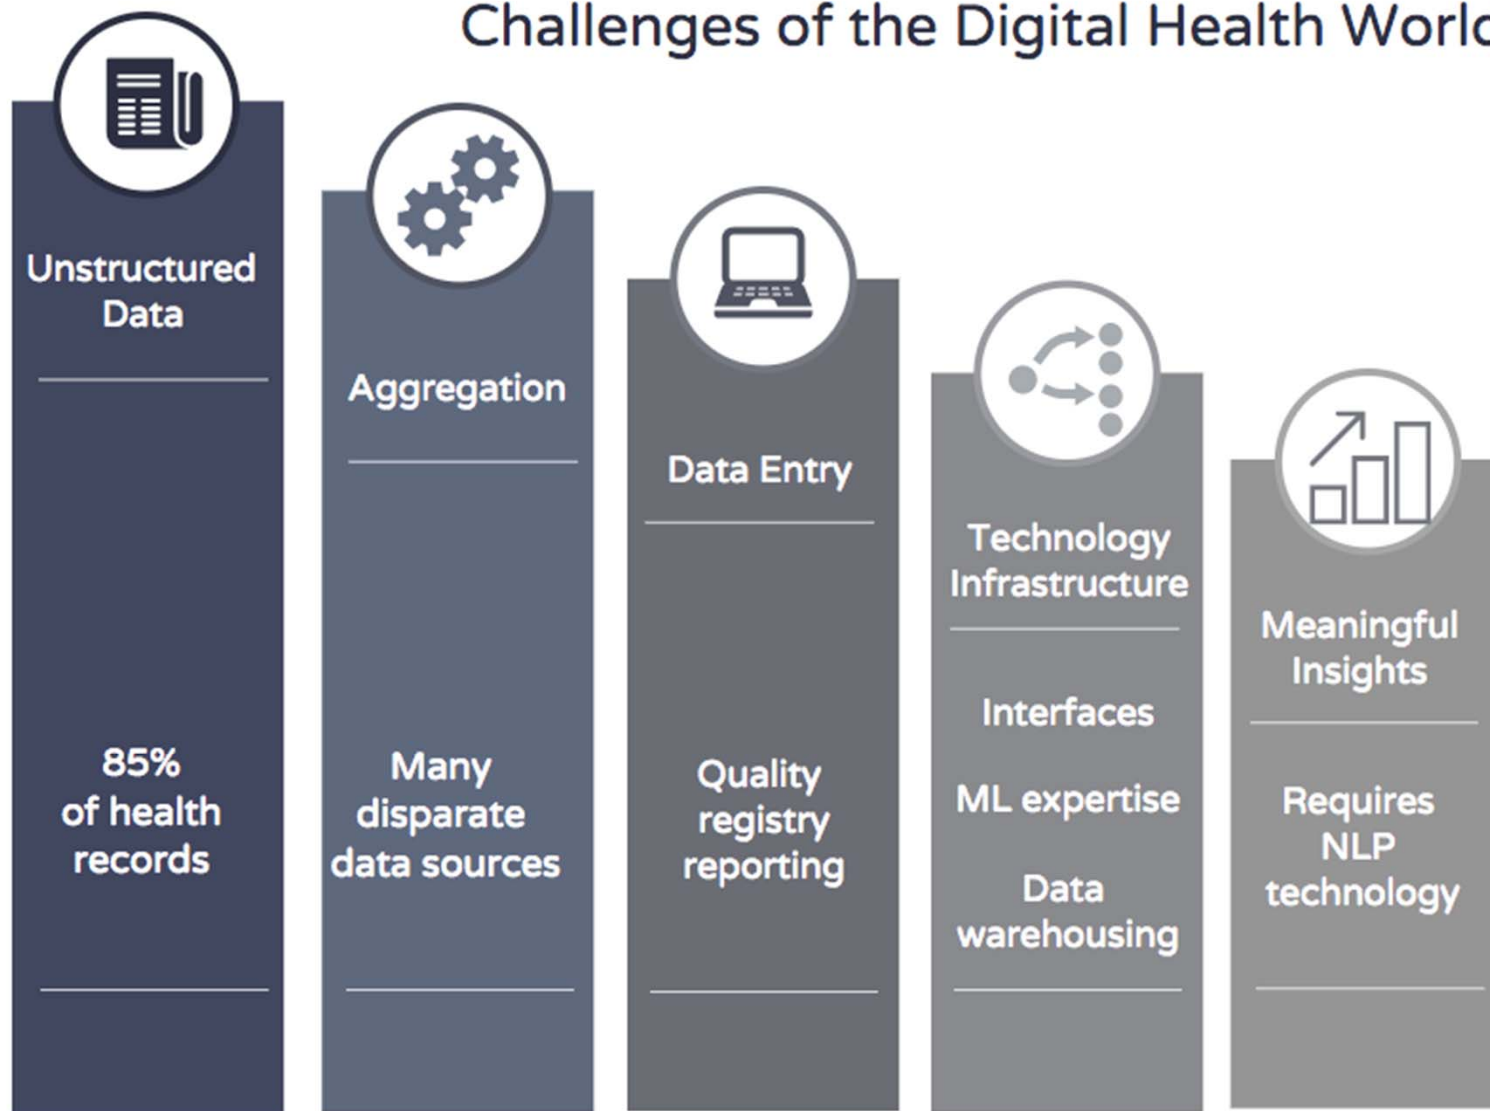 Challenges of the Digital Health World
Unstructured
Data
85%
of health
records
Aggregation
Many
disparate
data sources
Data Entry
Quality
registry
reporting
Technology
Infrastructure
Interfaces
ML expertise
Data
warehousing
Meaningful
Insights
Requires
NLP
technology